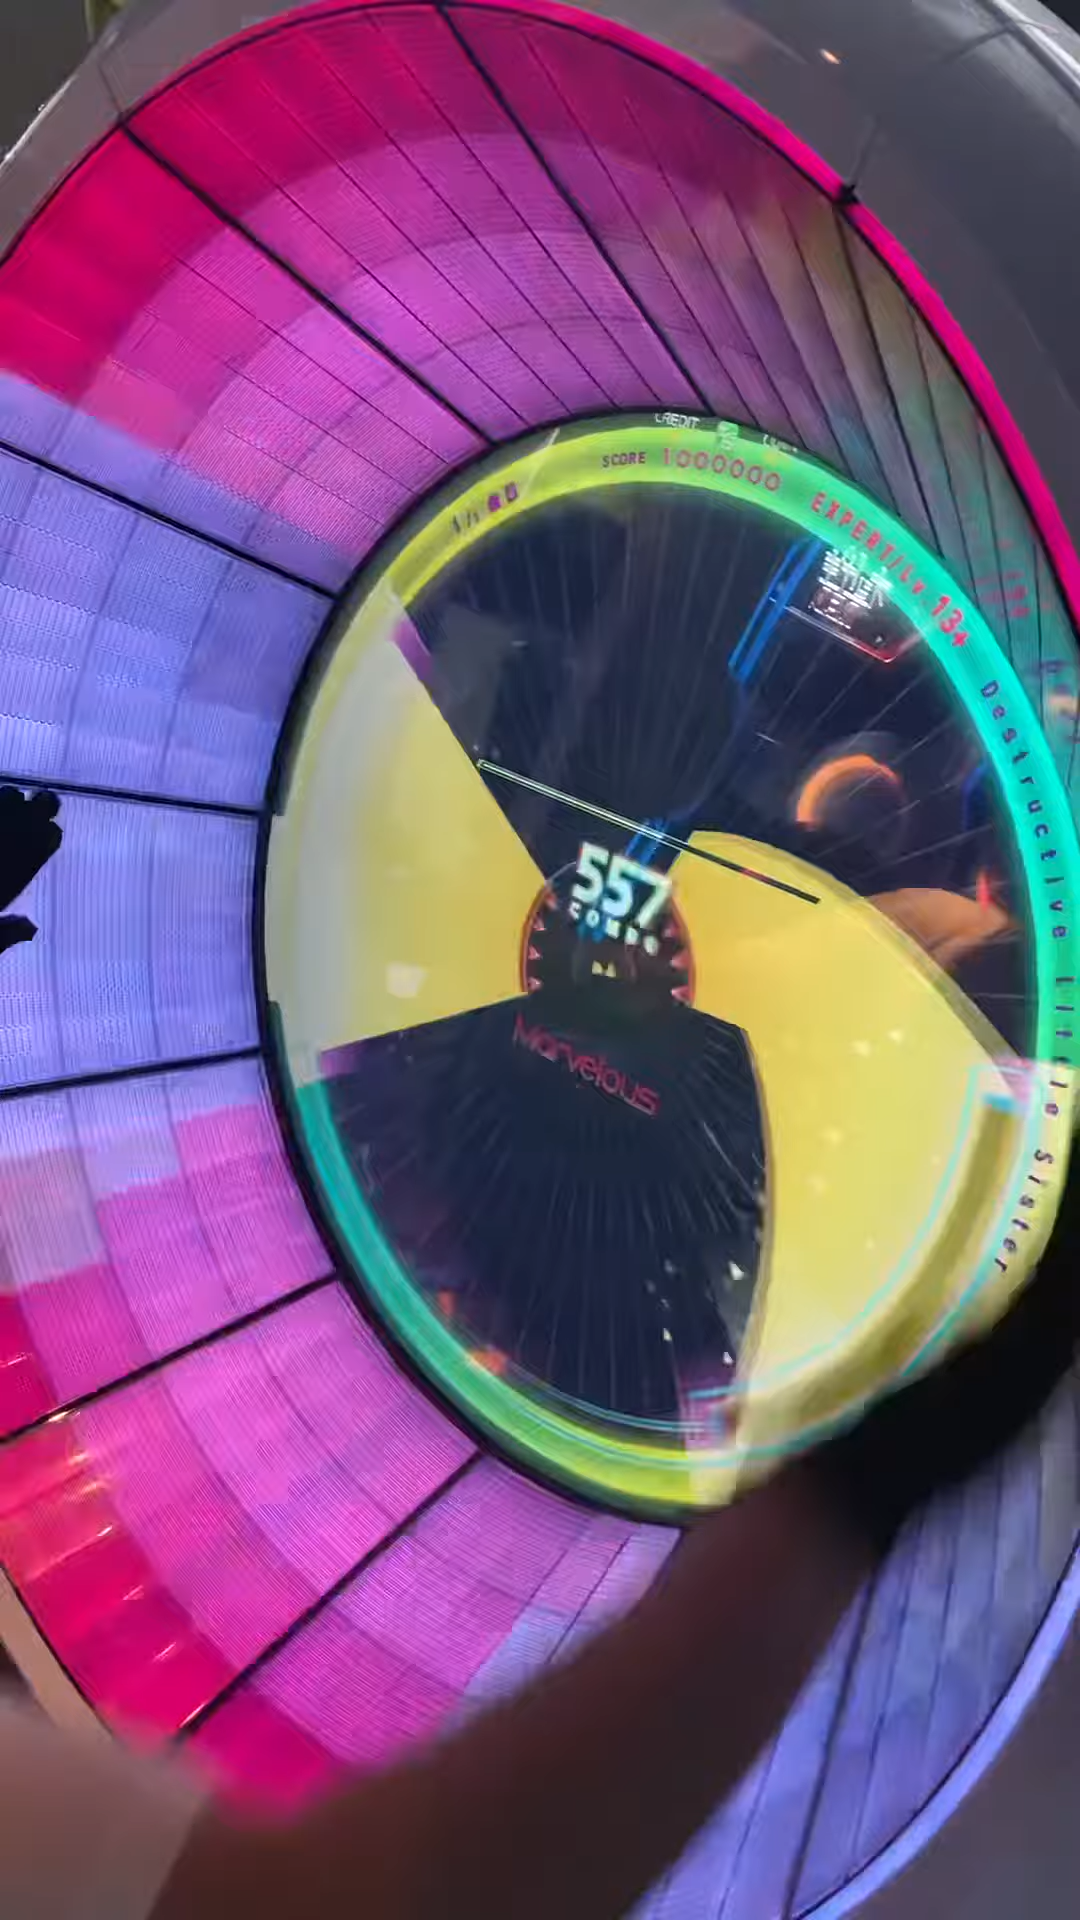 CREDIT
SCORE 1000000
EXPERT/Lv 13+
Destructive Little Sister
557
COMBO
Marvelous